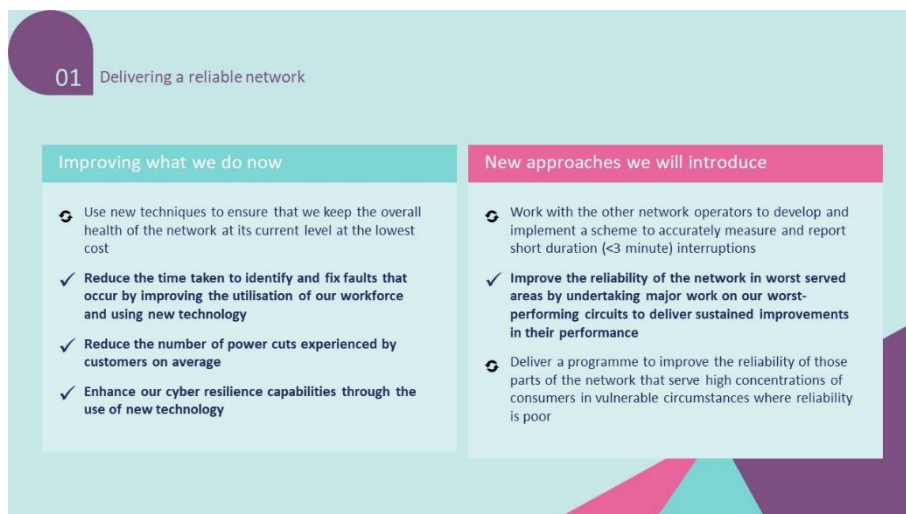 01 Delivering a reliable network
Improving what we do now
Use new techniques to ensure that we keep the overall
health of the network at its current level at the lowest
cost
Reduce the time taken to identify and fix faults that
occur by improving the utilisation of our workforce
and using new technology
Reduce the number of power cuts experienced by
customers on average
Enhance our cyber resilience capabilities through the
use of new technology
New approaches we will introduce
Work with the other network operators to develop and
implement a scheme to accurately measure and report
short duration (<3 minute) interruptions
Improve the reliability of the network in worst served
areas by undertaking major work on our worst-
performing circuits to deliver sustained improvements
in their performance
Deliver a programme to improve the reliability of those
parts of the network that serve high concentrations of
consumers in vulnerable circumstances where reliability
is poor